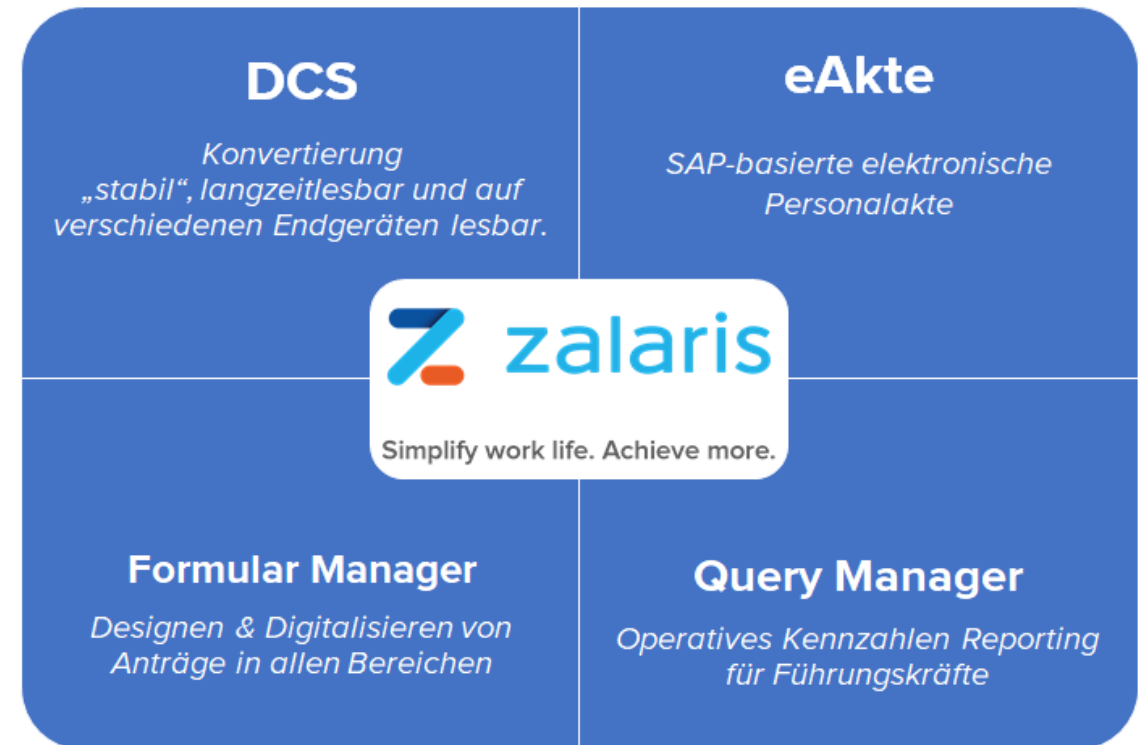 DCS
Konvertierung
„stabil“, langzeitlesbar und auf
verschiedenen Endgeräten lesbar.
eAkte
SAP-basierte elektronische
Personalakte
zalaris
Simplify work life. Achieve more.
Formular Manager
Designen & Digitalisieren von
Anträge in allen Bereichen
Query Manager
Operatives Kennzahlen Reporting
für Führungskräfte